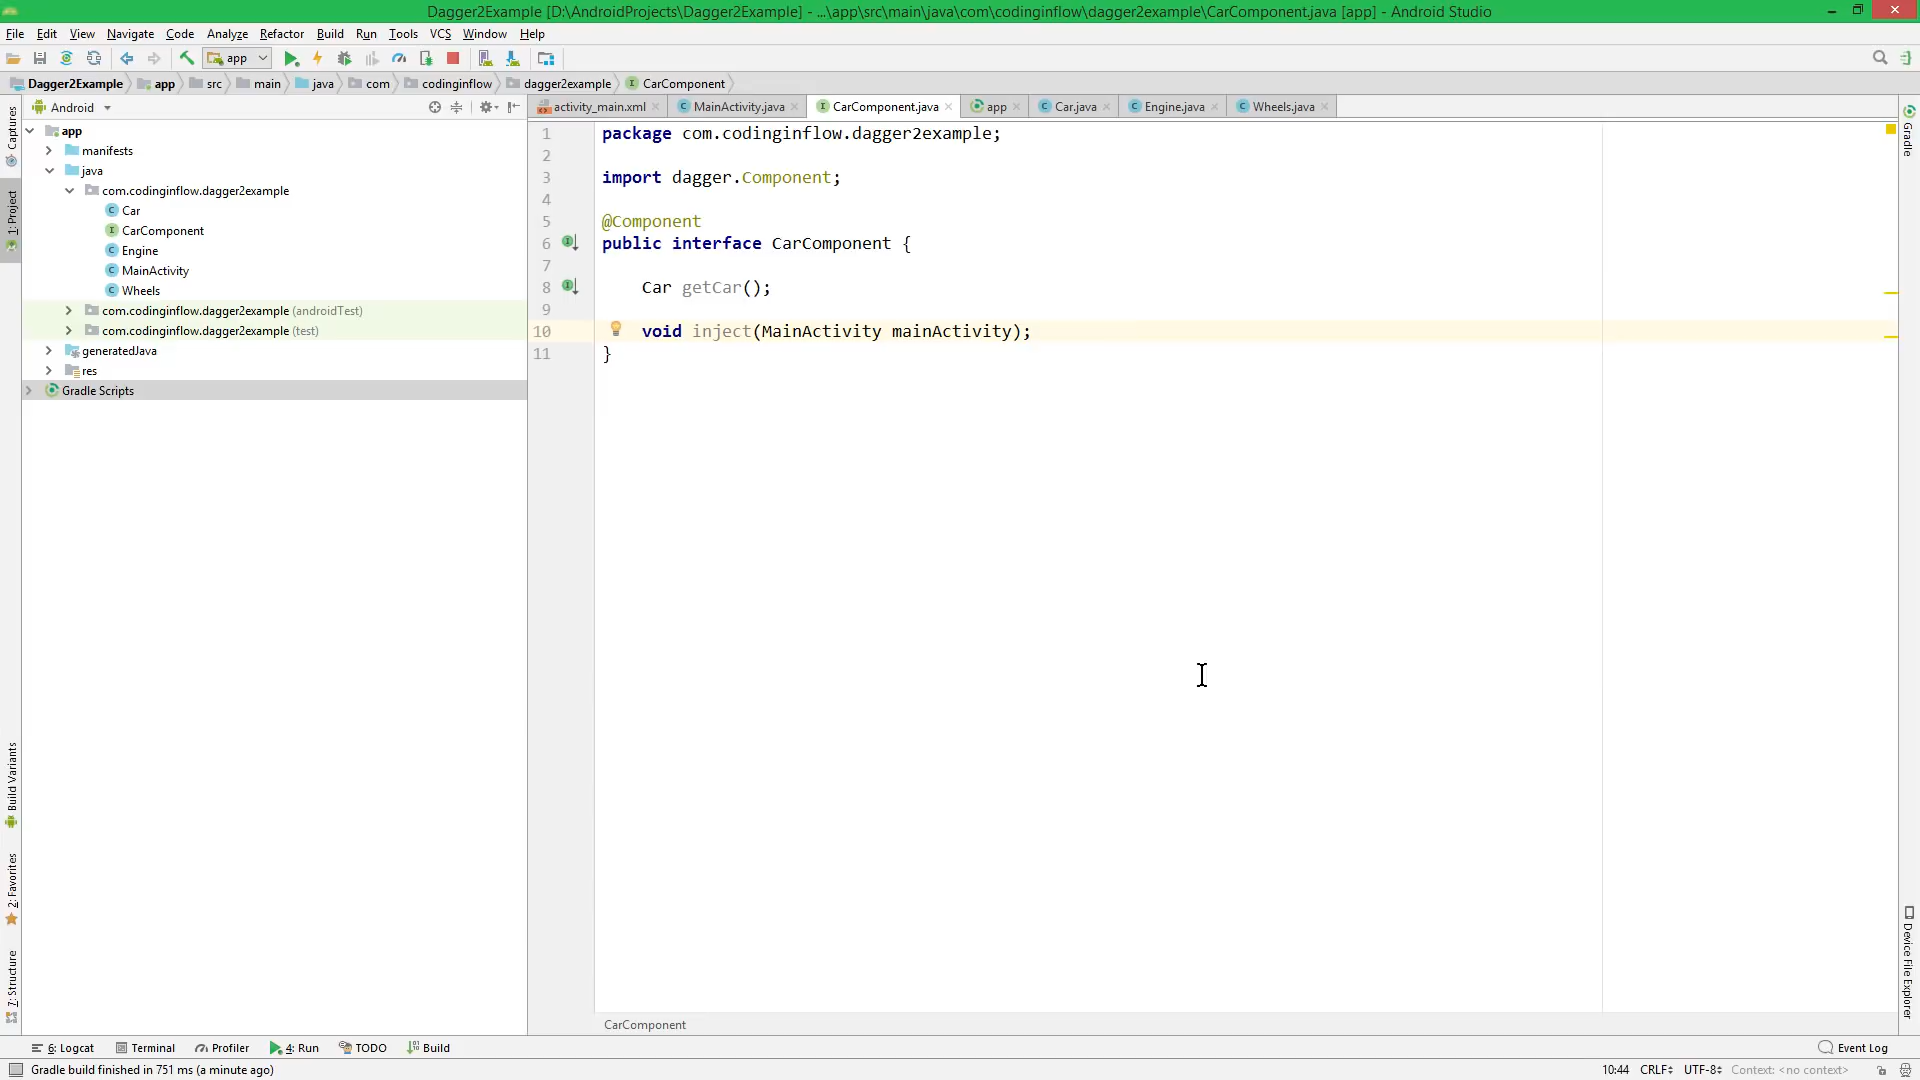 Dagger2Example [D:\AndroidProjects\Dagger2Example] - ...\app\src\main\java\com\codinginflow\dagger2example\CarComponent.java [app] - Android Studio
File Edit View Navigate Code Analyze Refactor Build Run Tools VCS Window Help
app
Dagger2Example app src main java com codinginflow dagger2example CarComponent
Android
activity_main.xml MainActivity.java CarComponent.java app Car.java Engine.java Wheels.java
app
manifests
java
com.codinginflow.dagger2example
Car
CarComponent
Engine
MainActivity
Wheels
com.codinginflow.dagger2example (androidTest)
com.codinginflow.dagger2example (test)
generatedJava
res
Gradle Scripts
1 package com.codinginflow.dagger2example;
2
3 import dagger.Component;
4
5 @Component
6 public interface CarComponent {
7
8 Car getCar();
9
10 void inject(MainActivity mainActivity);
11 }
CarComponent
Captures
1: Project
Build Variants
2: Favorites
7: Structure
Gradle
Device File Explorer
6: Logcat Terminal Profiler 4: Run TODO Build Event Log
Gradle build finished in 751 ms (a minute ago) 10:44 CRLF UTF-8 Context: <no context>